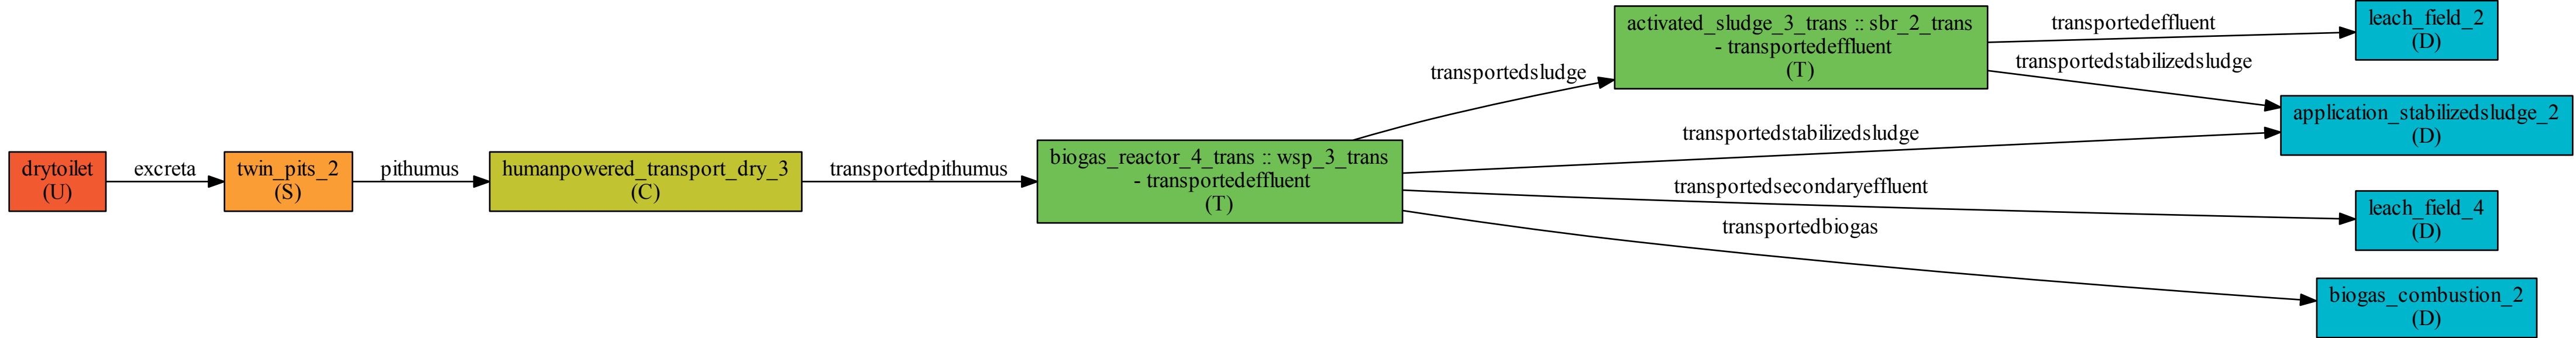 drytoilet
(U)
excreta
twin_pits_2
(S)
pithumus
humanpowered_transport_dry_3
(C)
transportedpithumus
biogas_reactor_4_trans :: wsp_3_trans
- transportedeffluent
(T)
transportedsludge
activated_sludge_3_trans :: sbr_2_trans
- transportedeffluent
(T)
transportedeffluent
leach_field_2
(D)
transportedstabilizedsludge
application_stabilizedsludge_2
(D)
transportedstabilizedsludge
transportedsecondaryeffluent
leach_field_4
(D)
transportedbiogas
biogas_combustion_2
(D)